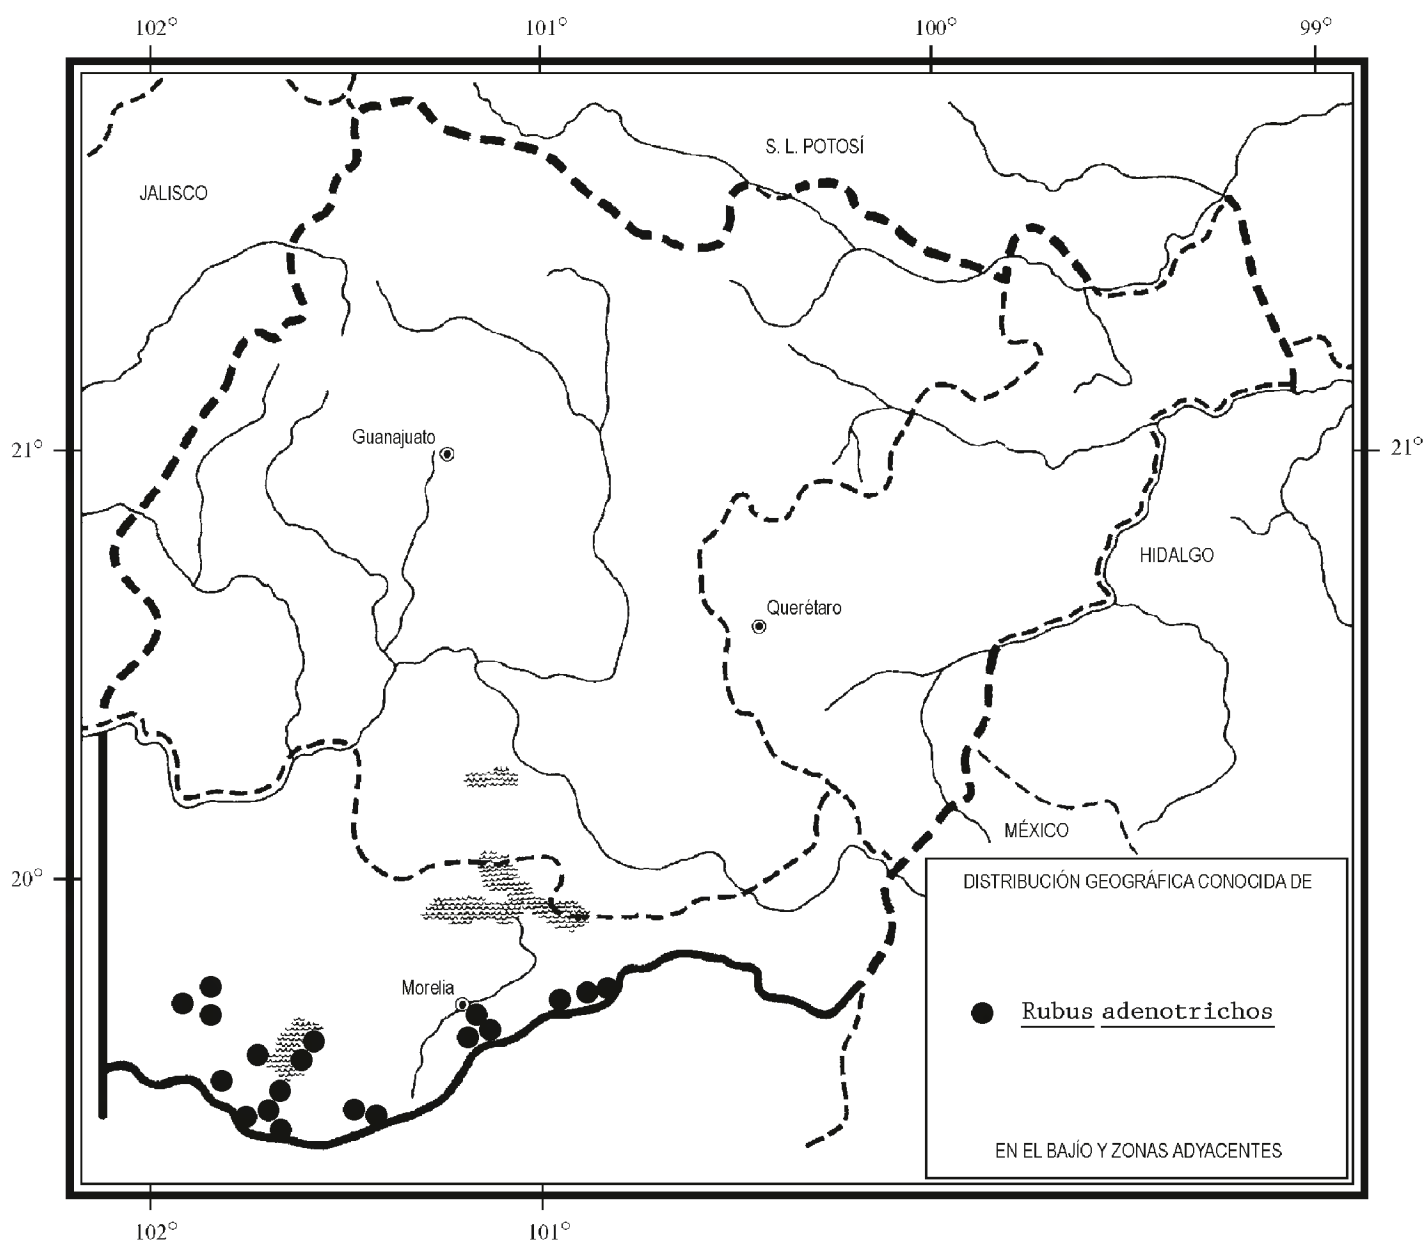 102° 101° 100° 99°
S. L. POTOSÍ
JALISCO
Guanajuato
21° 21°
HIDALGO
Querétaro
MÉXICO
20°
DISTRIBUCIÓN GEOGRÁFICA CONOCIDA DE
Morelia
Rubus adenotrichos
EN EL BAJÍO Y ZONAS ADYACENTES
102° 101°